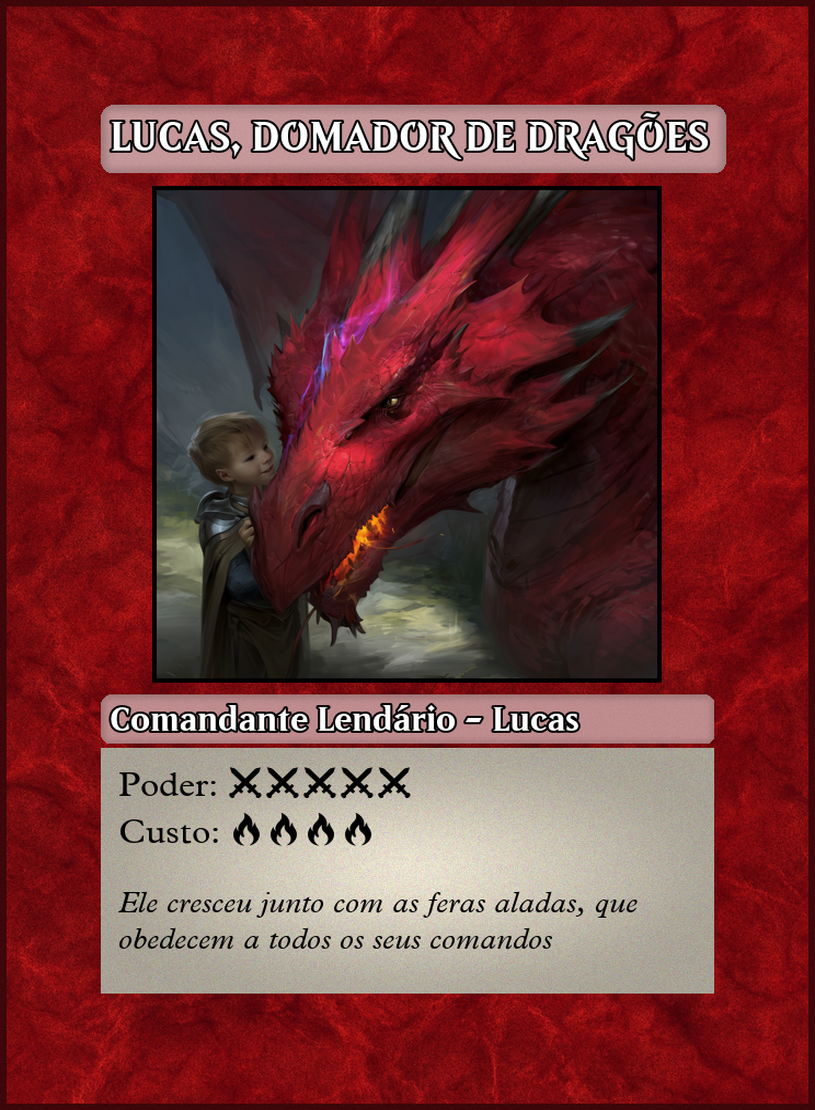 LUCAS, DOMADOR DE DRAGÕES
Comandante Lendário - Lucas
Poder:
Custo:
Ele cresceu junto com as feras aladas, que
obedecem a todos os seus comandos